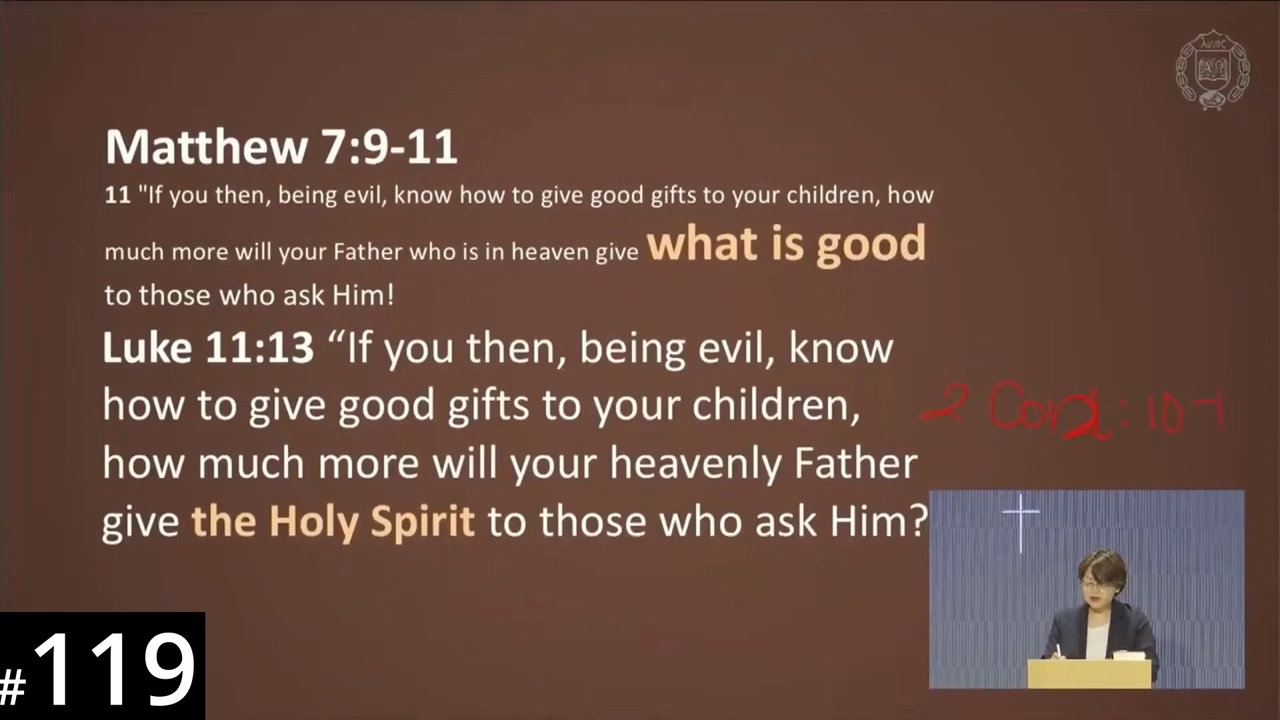 λόγος
Α Ω
Matthew 7:9-11
11 "If you then, being evil, know how to give good gifts to your children, how
much more will your Father who is in heaven give what is good
to those who ask Him!
Luke 11:13 “If you then, being evil, know
how to give good gifts to your children,
how much more will your heavenly Father
give the Holy Spirit to those who ask Him?
2 Cor
#119